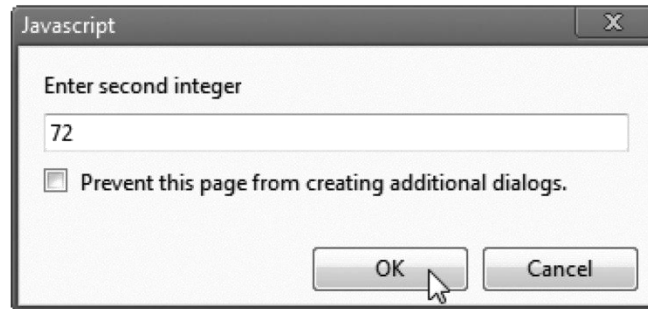 Javascript
X
Enter second integer
72
Prevent this page from creating additional dialogs.
OK Cancel